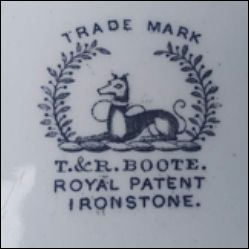 TRADE MARK
T.&R. BOOTE.
ROYAL PATENT
IRONSTONE.